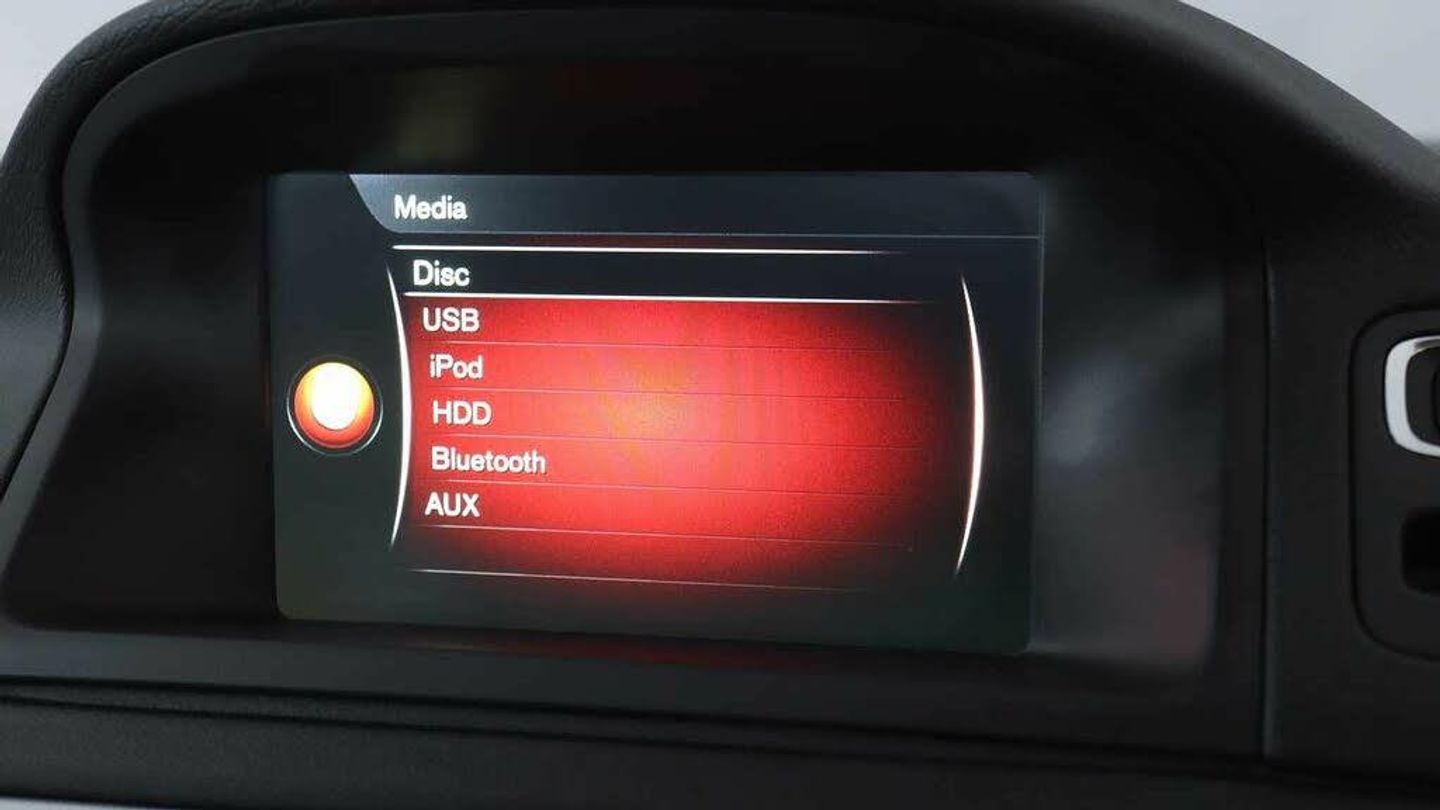 Media
Disc
USB
iPod
HDD
Bluetooth
AUX